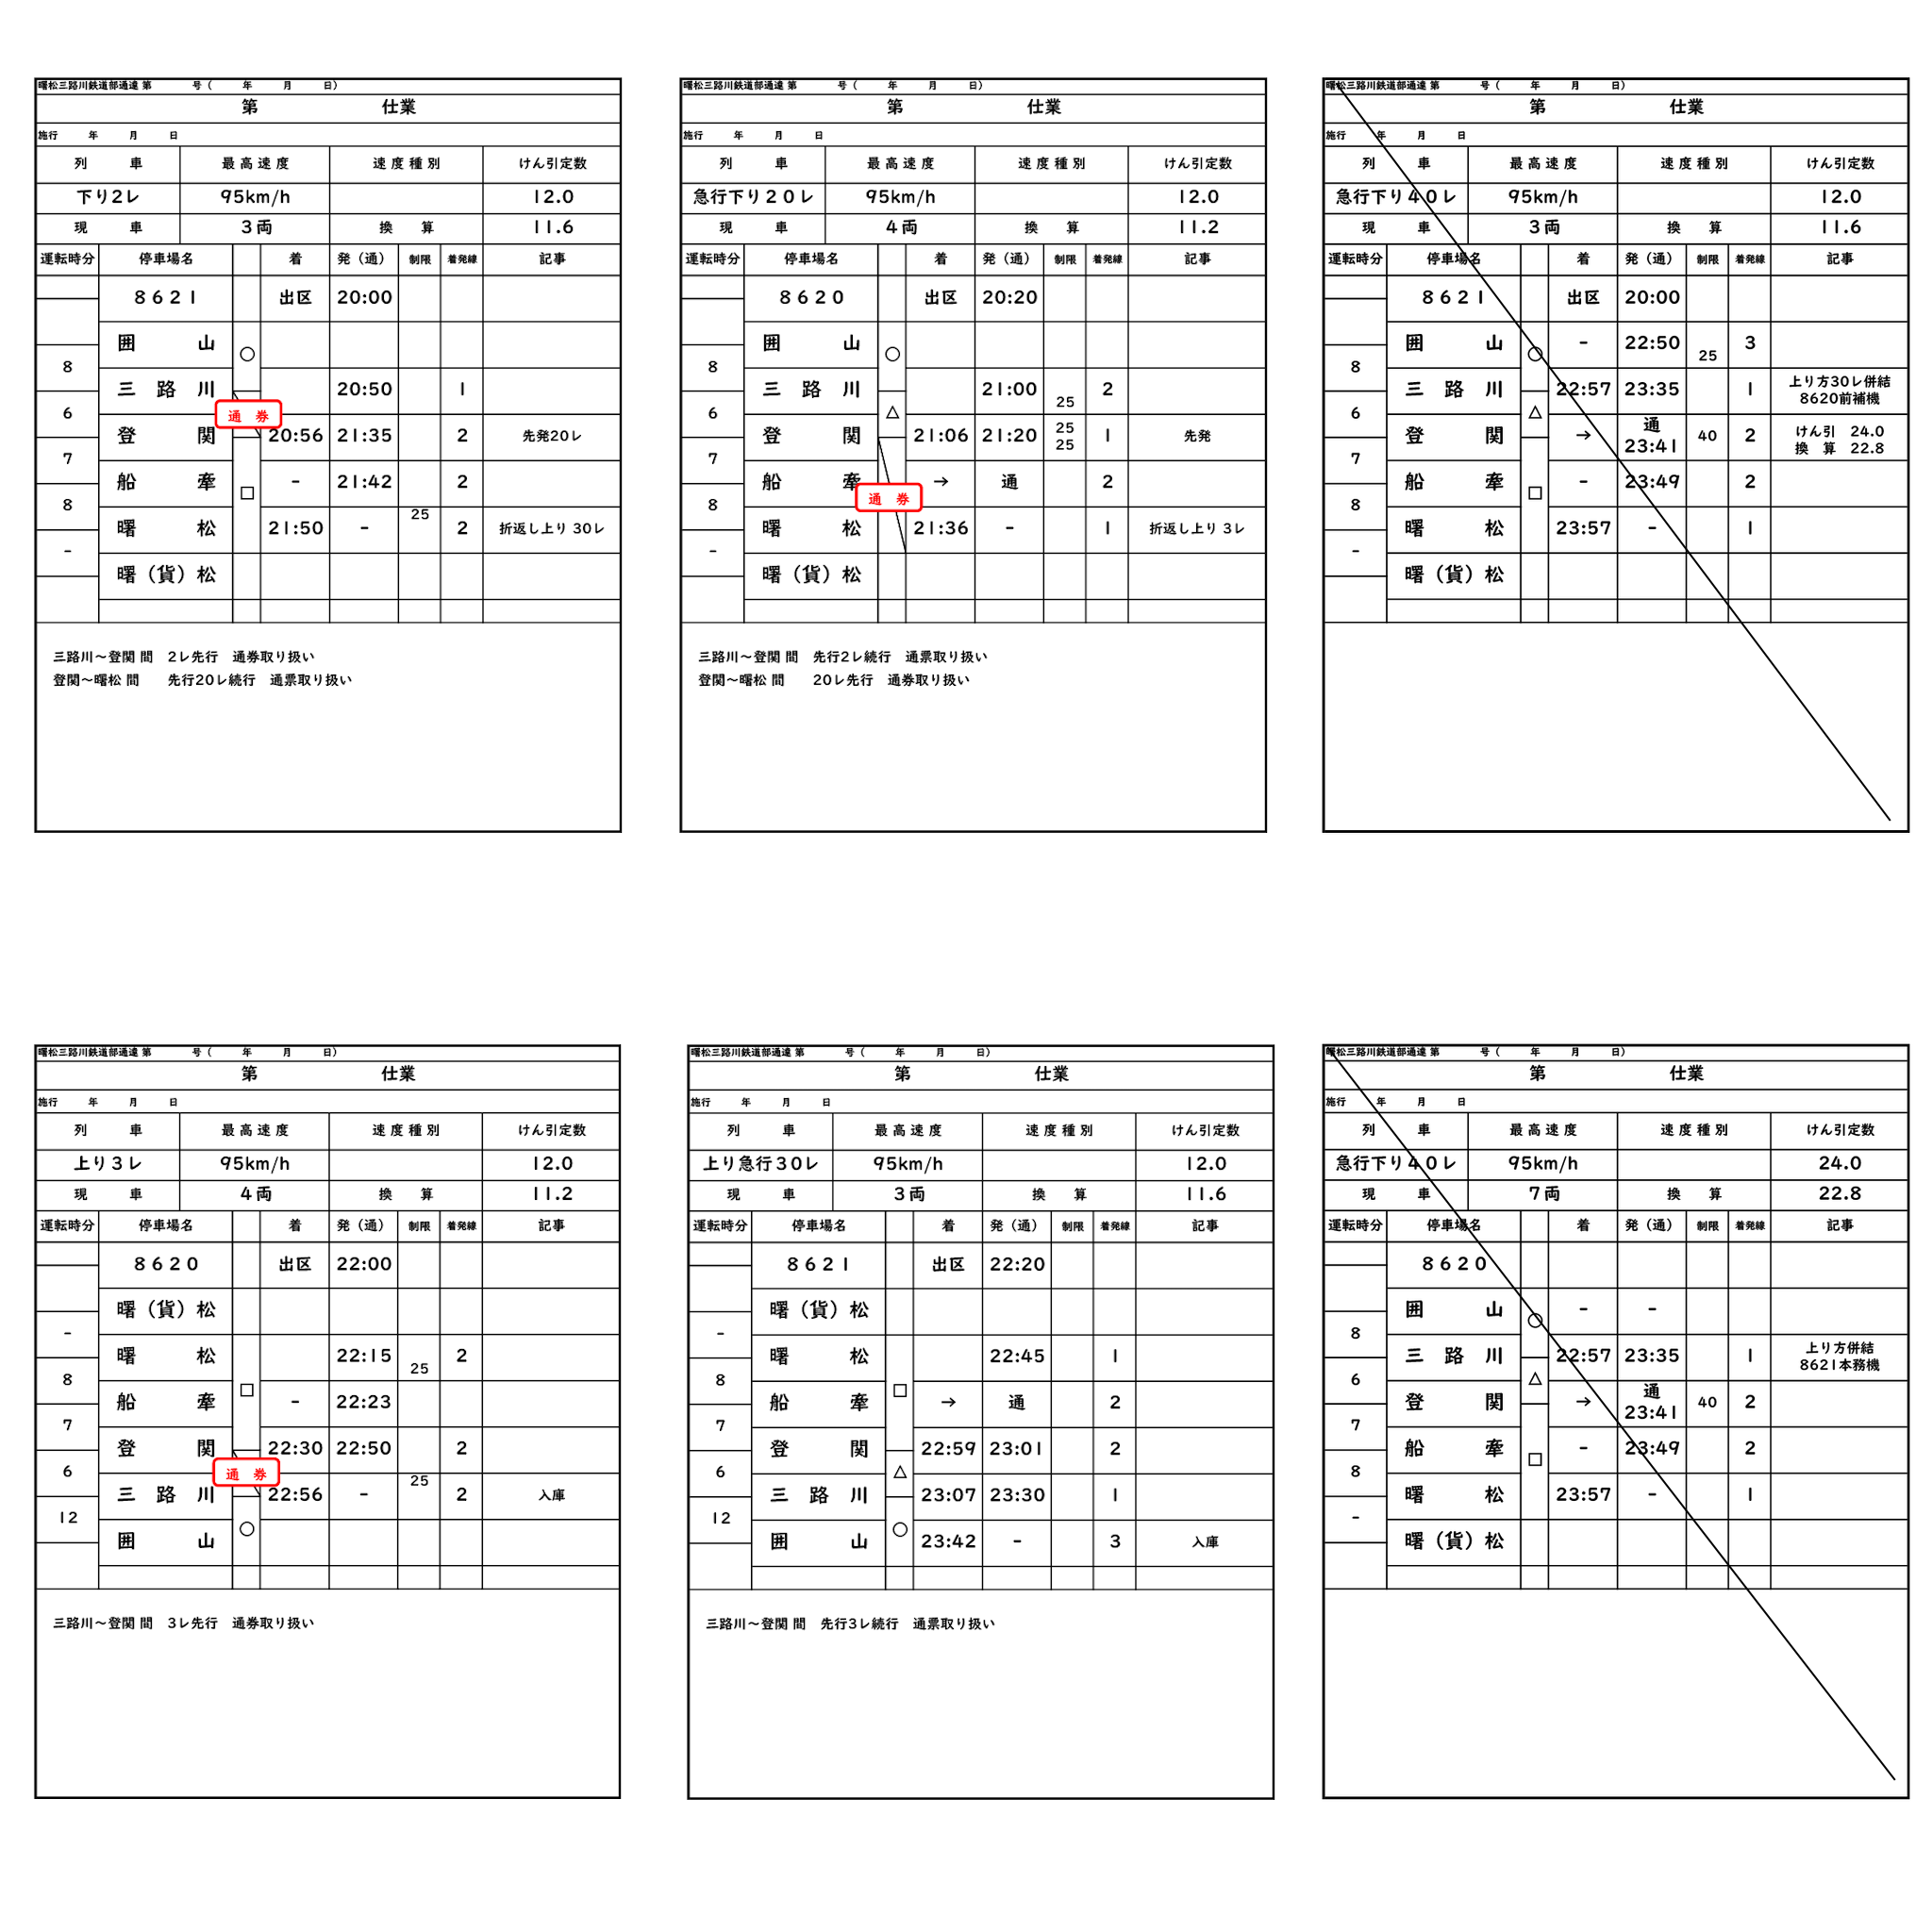 曙松三路川鉄道部通達 第 号（ 年 月 日）
第 仕業
施行 年 月 日
列 車 最高速度 速度種別 けん引定数
下り2レ 95km/h 12.0
現 車 3両 換 算 11.6
運転時分 停車場名 着 発（通） 制限 着発線 記事
8621 出区 20:00
囲 山 ○
8
三 路 川 20:50 1
通 券
6
登 関 20:56 21:35 2 先発20レ
7
船 牽 - 21:42 2
8 □
曙 松 21:50 - 25 2 折返し上り 30レ
-
曙（貨）松
三路川～登関 間 2レ先行 通券取り扱い
登関～曙松 間 先行20レ続行 通票取り扱い
曙松三路川鉄道部通達 第 号（ 年 月 日）
第 仕業
施行 年 月 日
列 車 最高速度 速度種別 けん引定数
急行下り20レ 95km/h 12.0
現 車 4両 換 算 11.2
運転時分 停車場名 着 発（通） 制限 着発線 記事
8620 出区 20:20
囲 山 ○
8
三 路 川 21:00 2
25
6 △
登 関 21:06 21:20 25 25 1 先発
7
船 牽 → 通 2
通 券
8
曙 松 21:36 - 1 折返し上り 3レ
-
曙（貨）松
三路川～登関 間 先行2レ続行 通票取り扱い
登関～曙松 間 20レ先行 通券取り扱い
曙松三路川鉄道部通達 第 号（ 年 月 日）
第 仕業
施行 年 月 日
列 車 最高速度 速度種別 けん引定数
急行下り40レ 95km/h 12.0
現 車 3両 換 算 11.6
運転時分 停車場名 着 発（通） 制限 着発線 記事
8621 出区 20:00
囲 山 ○ - 22:50 25 3
8
三 路 川 22:57 23:35 1 上り方30レ併結
8620前補機
6 △
登 関 → 通 23:41 40 2 けん引 24.0
換 算 22.8
7
船 牽 - 23:49 2
8 □
曙 松 23:57 - 1
-
曙（貨）松
曙松三路川鉄道部通達 第 号（ 年 月 日）
第 仕業
施行 年 月 日
列 車 最高速度 速度種別 けん引定数
上り3レ 95km/h 12.0
現 車 4両 換 算 11.2
運転時分 停車場名 着 発（通） 制限 着発線 記事
8620 出区 22:00
曙（貨）松
-
曙 松 22:15 25 2
8 □
船 牽 - 22:23
7
登 関 22:30 22:50 2
通 券
6
三 路 川 22:56 - 25 2 入庫
12 ○
囲 山
三路川～登関 間 3レ先行 通券取り扱い
曙松三路川鉄道部通達 第 号（ 年 月 日）
第 仕業
施行 年 月 日
列 車 最高速度 速度種別 けん引定数
上り急行30レ 95km/h 12.0
現 車 3両 換 算 11.6
運転時分 停車場名 着 発（通） 制限 着発線 記事
8621 出区 22:20
曙（貨）松
-
曙 松 22:45 1
8 □
船 牽 → 通 2
7
登 関 22:59 23:01 2
6 △
三 路 川 23:07 23:30 1
12 ○
囲 山 23:42 - 3 入庫
三路川～登関 間 先行3レ続行 通票取り扱い
曙松三路川鉄道部通達 第 号（ 年 月 日）
第 仕業
施行 年 月 日
列 車 最高速度 速度種別 けん引定数
急行下り40レ 95km/h 24.0
現 車 7両 換 算 22.8
運転時分 停車場名 着 発（通） 制限 着発線 記事
8620
囲 山 ○ - -
8
三 路 川 22:57 23:35 1 上り方併結
8621本務機
6 △
登 関 → 通 23:41 40 2
7
船 牽 - 23:49 2
8 □
曙 松 23:57 - 1
-
曙（貨）松